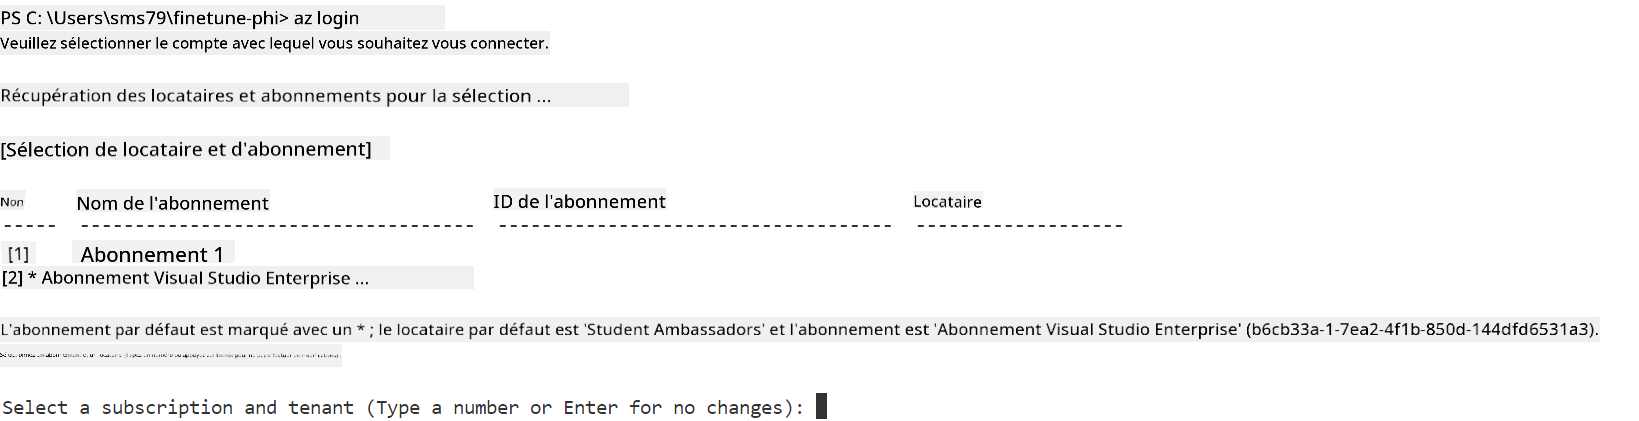 PS C: \Users\sms79\finetune-phi> az login
Veuillez sélectionner le compte avec lequel vous souhaitez vous connecter.
Récupération des locataires et abonnements pour la sélection ...
[Sélection de locataire et d'abonnement]
Non Nom de l'abonnement ID de l'abonnement Locataire
----- ---------------------------------- ---------------------------------- -------------------
[1] Abonnement 1
[2] * Abonnement Visual Studio Enterprise ...
L'abonnement par défaut est marqué avec un * ; le locataire par défaut est 'Student Ambassadors' et l'abonnement est 'Abonnement Visual Studio Enterprise' (b6cb33a-1-7ea2-4f1b-850d-144dfd6531a3).
Select a subscription and tenant (Type a number or Enter for no changes):